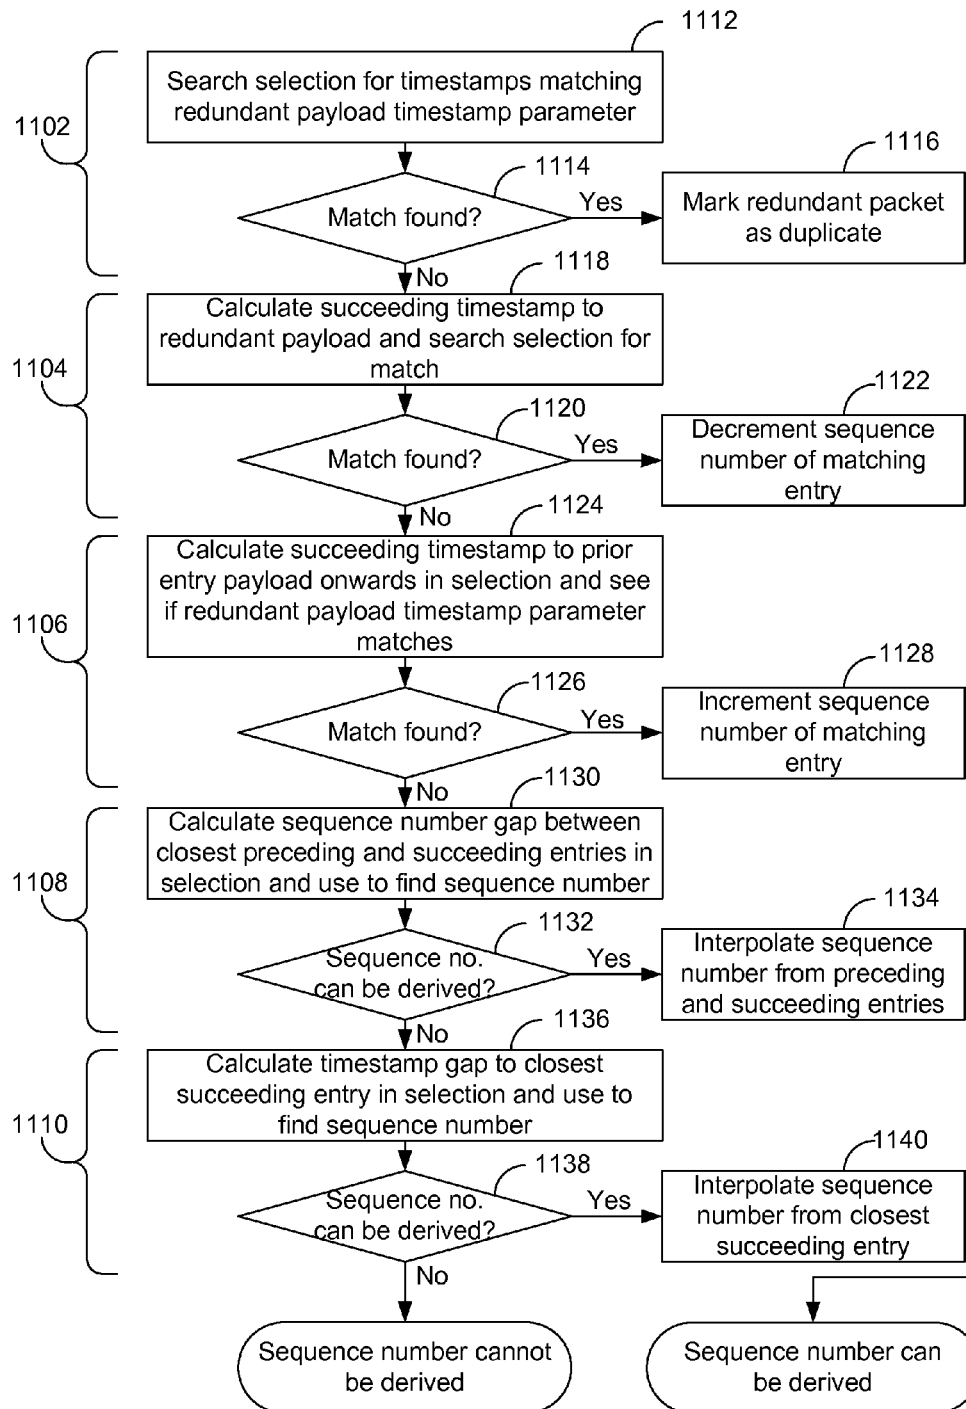 1112
Search selection for timestamps matching
redundant payload timestamp parameter
1102
1114
Match found?
Yes
1116
Mark redundant packet
as duplicate
No
1118
Calculate succeeding timestamp to
redundant payload and search selection for
match
1104
1120
Match found?
Yes
1122
Decrement sequence
number of matching
entry
No
1124
Calculate succeeding timestamp to prior
entry payload onwards in selection and see
if redundant payload timestamp parameter
matches
1106
1126
Match found?
Yes
1128
Increment sequence
number of matching
entry
No
1130
Calculate sequence number gap between
closest preceding and succeeding entries in
selection and use to find sequence number
1108
1132
Sequence no.
can be derived?
Yes
1134
Interpolate sequence
number from preceding
and succeeding entries
No
1136
Calculate timestamp gap to closest
succeeding entry in selection and use to
find sequence number
1110
1138
Sequence no.
can be derived?
Yes
1140
Interpolate sequence
number from closest
succeeding entry
No
Sequence number cannot
be derived
Sequence number can
be derived